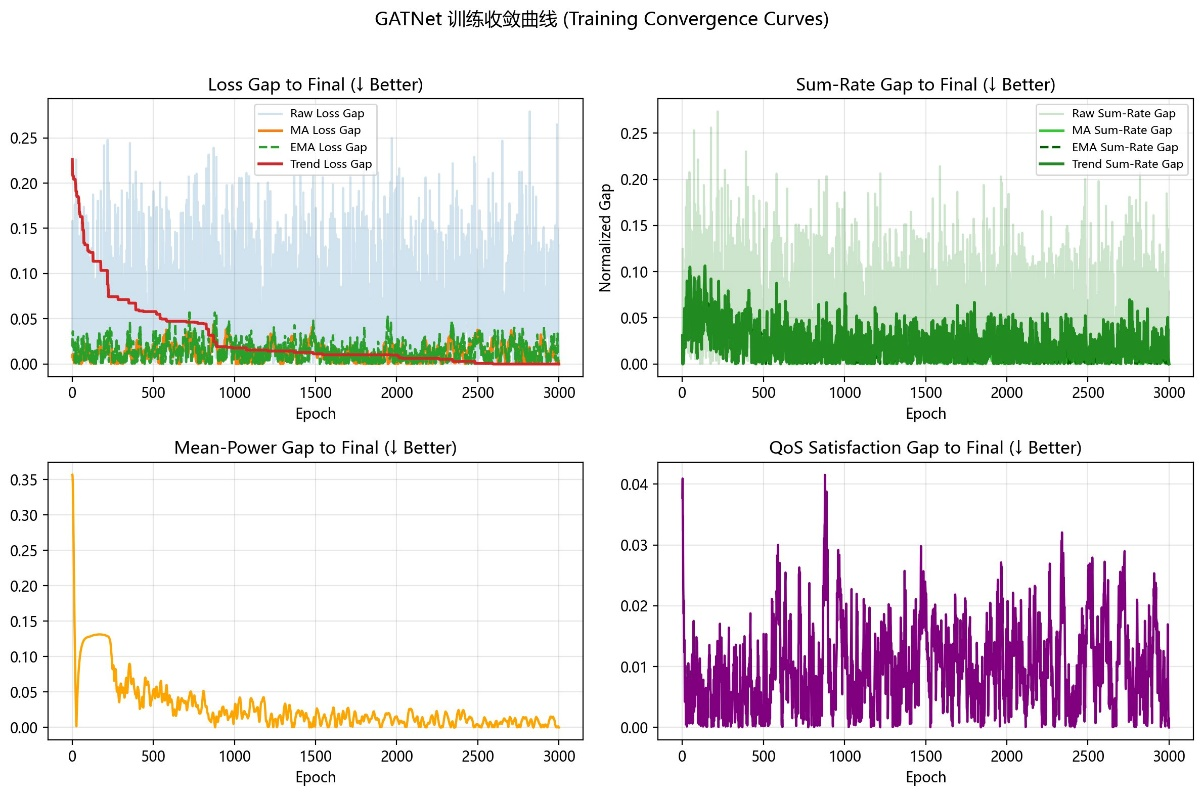 GATNet 训练收敛曲线 (Training Convergence Curves)
Loss Gap to Final (↓ Better)
Raw Loss Gap
MA Loss Gap
EMA Loss Gap
Trend Loss Gap
0.25
0.20
0.15
0.10
0.05
0.00
0 500 1000 1500 2000 2500 3000
Epoch
Sum-Rate Gap to Final (↓ Better)
Raw Sum-Rate Gap
MA Sum-Rate Gap
EMA Sum-Rate Gap
Trend Sum-Rate Gap
Normalized Gap
0.25
0.20
0.15
0.10
0.05
0.00
0 500 1000 1500 2000 2500 3000
Epoch
Mean-Power Gap to Final (↓ Better)
0.35
0.30
0.25
0.20
0.15
0.10
0.05
0.00
0 500 1000 1500 2000 2500 3000
Epoch
QoS Satisfaction Gap to Final (↓ Better)
0.04
0.03
0.02
0.01
0.00
0 500 1000 1500 2000 2500 3000
Epoch